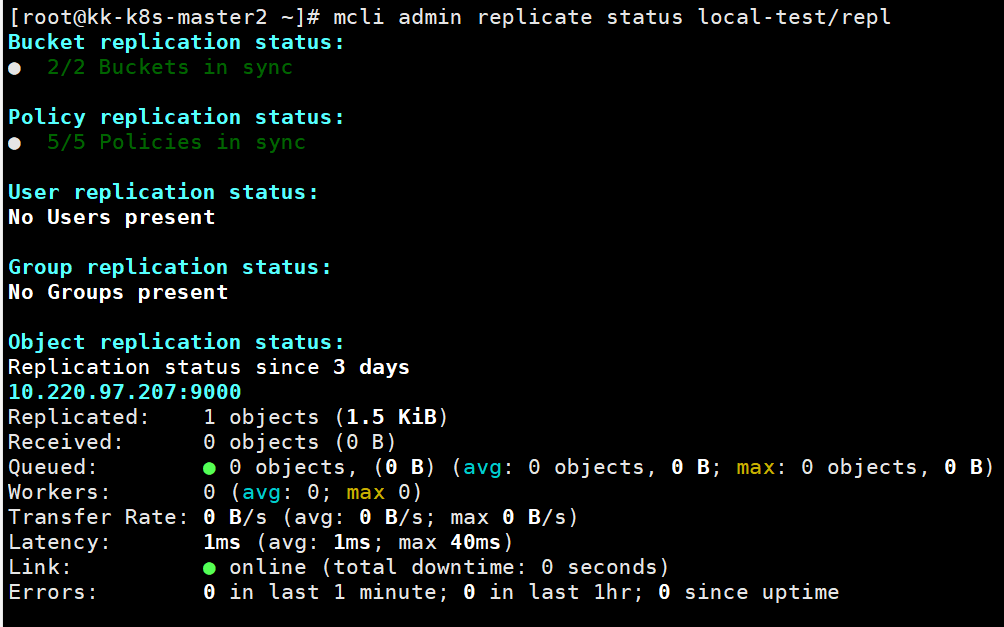 [root@kk-k8s-master2 ~]# mcli admin replicate status local-test/repl
Bucket replication status:
● 2/2 Buckets in sync
Policy replication status:
● 5/5 Policies in sync
User replication status:
No Users present
Group replication status:
No Groups present
Object replication status:
Replication status since 3 days
10.220.97.207:9000
Replicated: 1 objects (1.5 KiB)
Received: 0 objects (0 B)
Queued: ● 0 objects, (0 B) (avg: 0 objects, 0 B; max: 0 objects, 0 B)
Workers: 0 (avg: 0; max 0)
Transfer Rate: 0 B/s (avg: 0 B/s; max 0 B/s)
Latency: 1ms (avg: 1ms; max 40ms)
Link: ● online (total downtime: 0 seconds)
Errors: 0 in last 1 minute; 0 in last 1hr; 0 since uptime